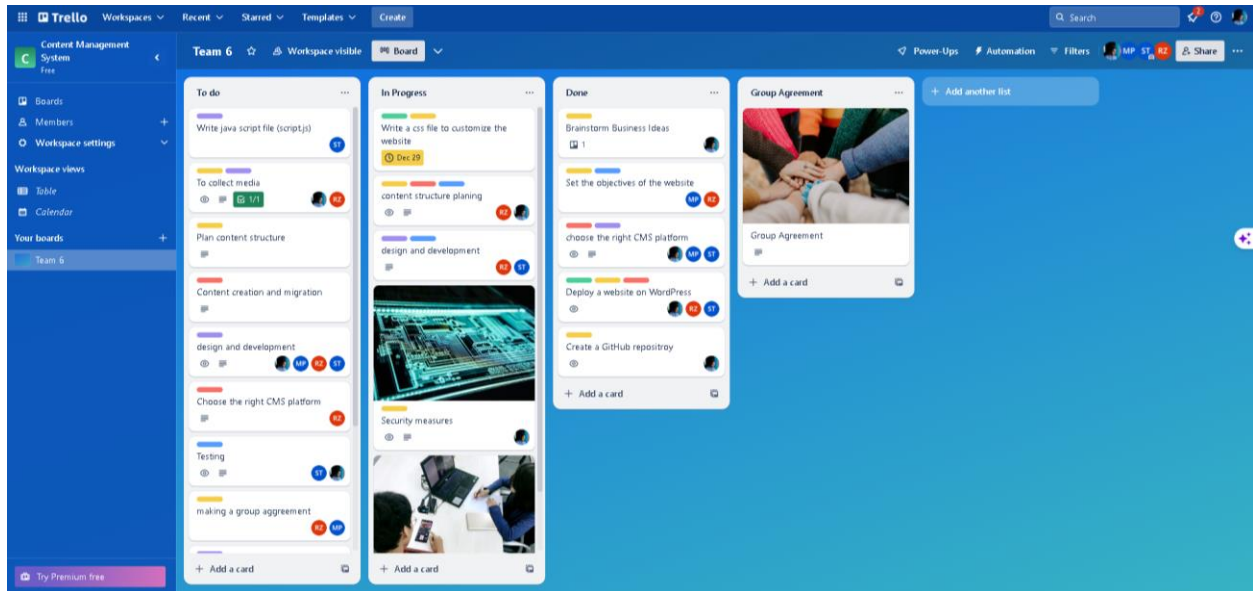 Trello
Workspaces
Recent
Starred
Templates
Create
Search
2
C
Content Management
System
Free
Team 6
Workspace visible
Board
Power-Ups
Automation
Filters
MP
ST
RZ
Share
Boards
Members
Workspace settings
Workspace views
Table
Calendar
Your boards
Team 6
Try Premium free
To do
Write java script file (script.js)
ST
To collect media
1/1
RZ
Plan content structure
Content creation and migration
design and development
MP RZ ST
Choose the right CMS platform
RZ
Testing
ST
making a group aggreement
RZ MP
+ Add a card
In Progress
Write a css file to customize the
website
Dec 29
content structure planing
RZ
design and development
RZ ST
Security measures
+ Add a card
Done
Brainstorm Business Ideas
1
Set the objectives of the website
MP RZ
choose the right CMS platform
MP ST
Deploy a website on WordPress
RZ ST
Create a GitHub repositroy
+ Add a card
Group Agreement
Group Agreement
+ Add a card
+ Add another list